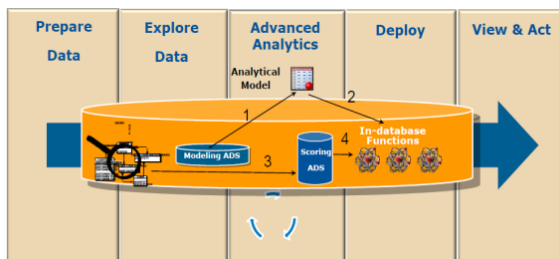 Prepare
Data
Explore
Data
Advanced
Analytics
Deploy
View & Act
Analytical
Model
1
2
!
Modeling ADS
3
Scoring
ADS
4
In-database
Functions